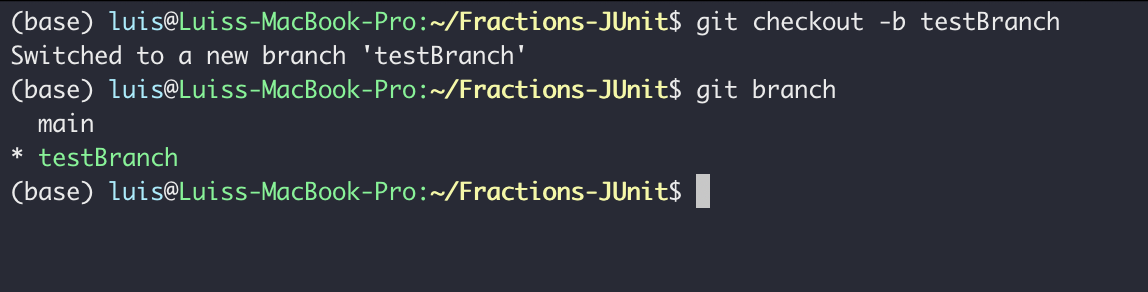 (base) luis@Luiss-MacBook-Pro:~/Fractions-JUnit$ git checkout -b testBranch
Switched to a new branch 'testBranch'
(base) luis@Luiss-MacBook-Pro:~/Fractions-JUnit$ git branch
  main
* testBranch
(base) luis@Luiss-MacBook-Pro:~/Fractions-JUnit$